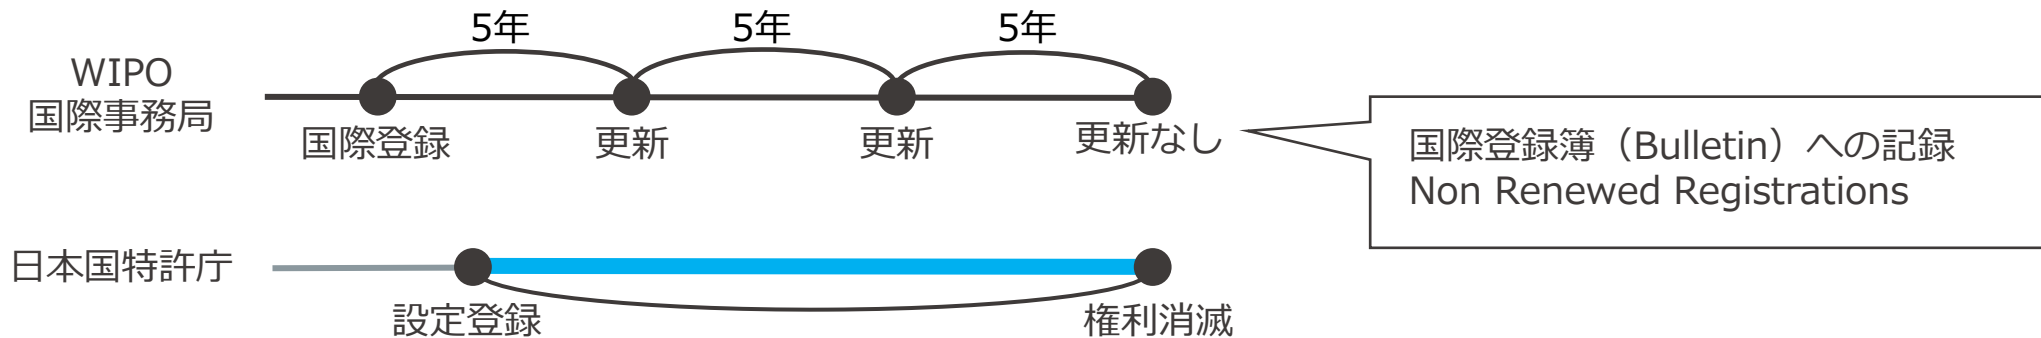 5年
5年
5年
WIPO
国際事務局
国際登録
更新
更新
更新なし
国際登録簿（Bulletin）への記録
Non Renewed Registrations
日本国特許庁
設定登録
権利消滅